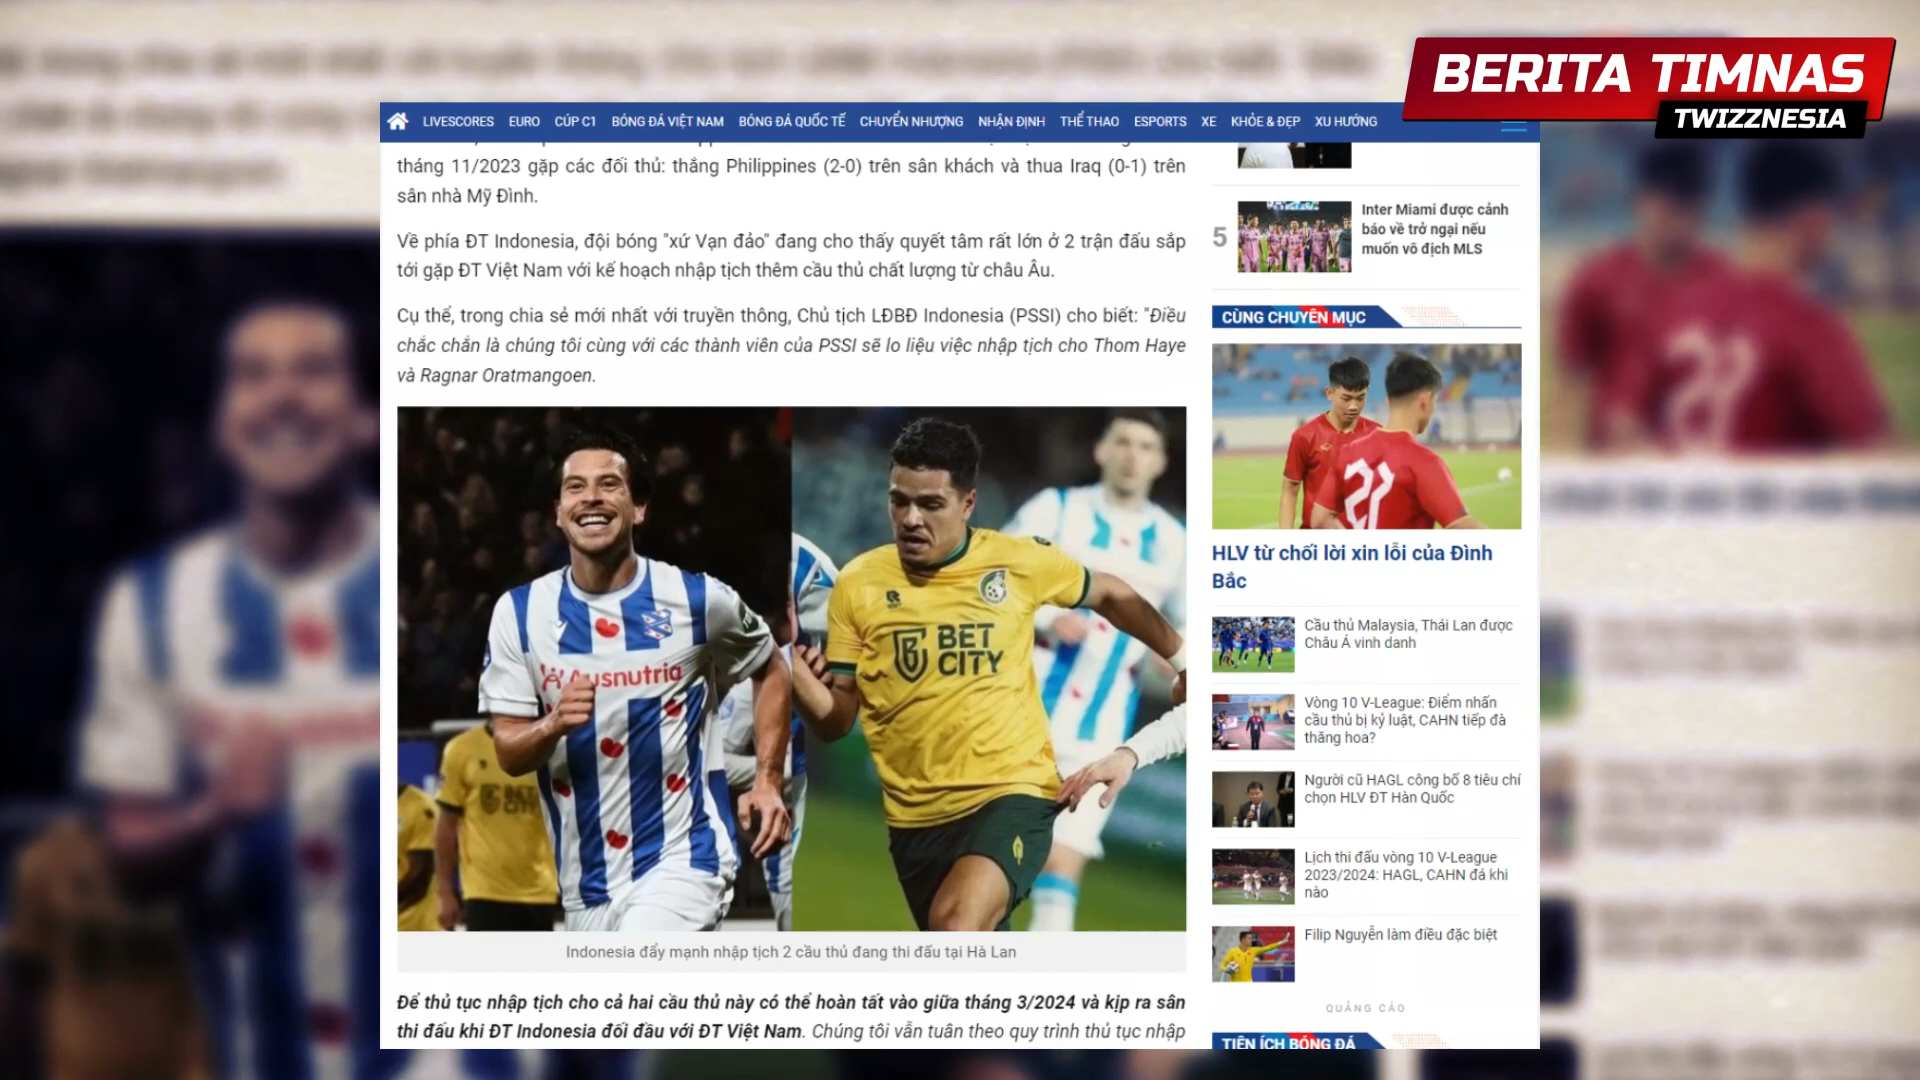 BERITA TIMNAS
TWIZZNESIA
LIVESCORES EURO CÚP C1 BÓNG ĐÁ VIỆT NAM BÓNG ĐÁ QUỐC TẾ CHUYỂN NHƯỢNG NHẬN ĐỊNH THỂ THAO ESPORTS XE KHỎE & ĐẸP XU HƯỚNG
tháng 11/2023 gặp các đối thủ: thắng Philippines (2-0) trên sân khách và thua Iraq (0-1) trên
sân nhà Mỹ Đình.
Về phía ĐT Indonesia, đội bóng "xứ Vạn đảo" đang cho thấy quyết tâm rất lớn ở 2 trận đấu sắp
tới gặp ĐT Việt Nam với kế hoạch nhập tịch thêm cầu thủ chất lượng từ châu Âu.
Cụ thể, trong chia sẻ mới nhất với truyền thông, Chủ tịch LĐBĐ Indonesia (PSSI) cho biết: "Điều
chắc chắn là chúng tôi cùng với các thành viên của PSSI sẽ lo liệu việc nhập tịch cho Thom Haye
và Ragnar Oratmangoen.
Ausnutria
BET
CITY
BET
CITY
Indonesia đẩy mạnh nhập tịch 2 cầu thủ đang thi đấu tại Hà Lan
Để thủ tục nhập tịch cho cả hai cầu thủ này có thể hoàn tất vào giữa tháng 3/2024 và kịp ra sân
thi đấu khi ĐT Indonesia đối đầu với ĐT Việt Nam. Chúng tôi vẫn tuân theo quy trình thủ tục nhập
5
Inter Miami được cảnh
báo về trở ngại nếu
muốn vô địch MLS
CÙNG CHUYÊN MỤC
21
HLV từ chối lời xin lỗi của Đình
Bắc
Cầu thủ Malaysia, Thái Lan được
Châu Á vinh danh
Vòng 10 V-League: Điểm nhấn
cầu thủ bị kỷ luật, CAHN tiếp đà
thăng hoa?
Người cũ HAGL công bố 8 tiêu chí
chọn HLV ĐT Hàn Quốc
Lịch thi đấu vòng 10 V-League
2023/2024: HAGL, CAHN đá khi
nào
Filip Nguyễn làm điều đặc biệt
QUẢNG CÁO
TIỆN ÍCH BÓNG ĐÁ